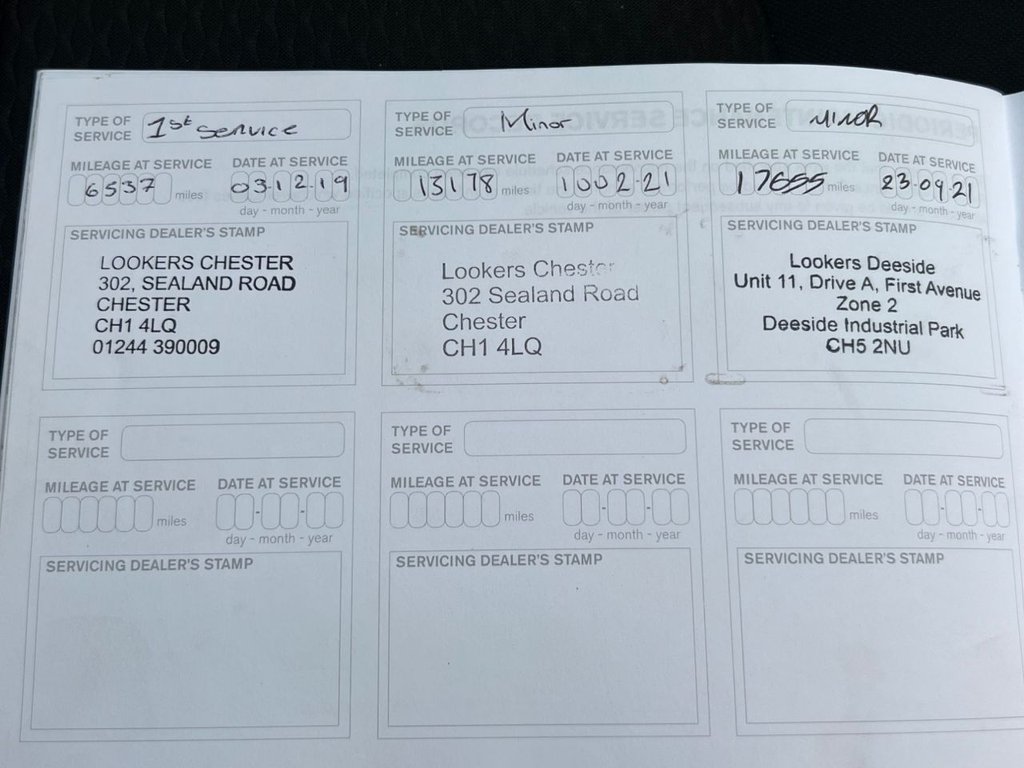 TYPE OF SERVICE 1st Service
MILEAGE AT SERVICE DATE AT SERVICE
6537 miles 03-12-19
day - month - year
SERVICING DEALER'S STAMP
LOOKERS CHESTER
302, SEALAND ROAD
CHESTER
CH1 4LQ
01244 390009
TYPE OF SERVICE Minor
MILEAGE AT SERVICE DATE AT SERVICE
13178 miles 1002-21
day - month - year
SERVICING DEALER'S STAMP
Lookers Chester
302 Sealand Road
Chester
CH1 4LQ
TYPE OF SERVICE MINOR
MILEAGE AT SERVICE DATE AT SERVICE
17655 miles 23-09-21
day - month - year
SERVICING DEALER'S STAMP
Lookers Deeside
Unit 11, Drive A, First Avenue
Zone 2
Deeside Industrial Park
CH5 2NU
TYPE OF SERVICE
MILEAGE AT SERVICE DATE AT SERVICE
miles
day - month - year
SERVICING DEALER'S STAMP
TYPE OF SERVICE
MILEAGE AT SERVICE DATE AT SERVICE
miles
day - month - year
SERVICING DEALER'S STAMP
TYPE OF SERVICE
MILEAGE AT SERVICE DATE AT SERVICE
miles
day - month - year
SERVICING DEALER'S STAMP